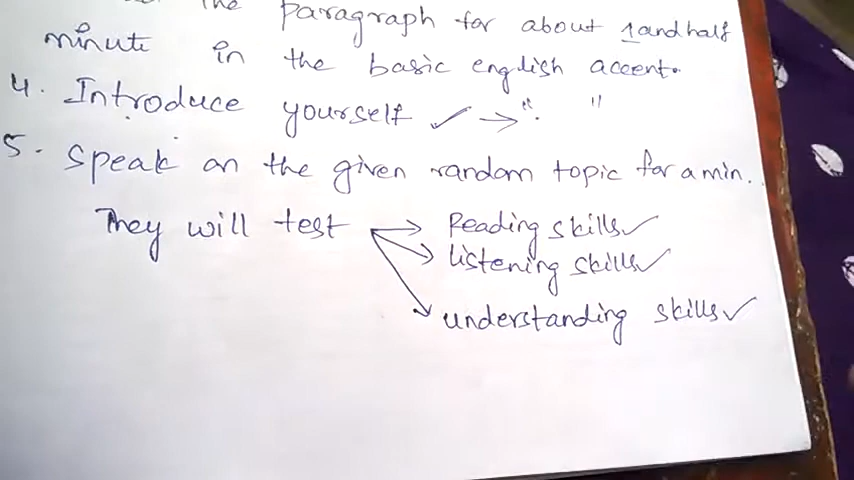 the paragraph for about 1 and half
minute in the basic english accent.
4. Introduce yourself ✓ → " . "
5. Speak on the given random topic for a min..
They will test → Reading skills ✓
→ listening skills ✓
→ understanding skills ✓